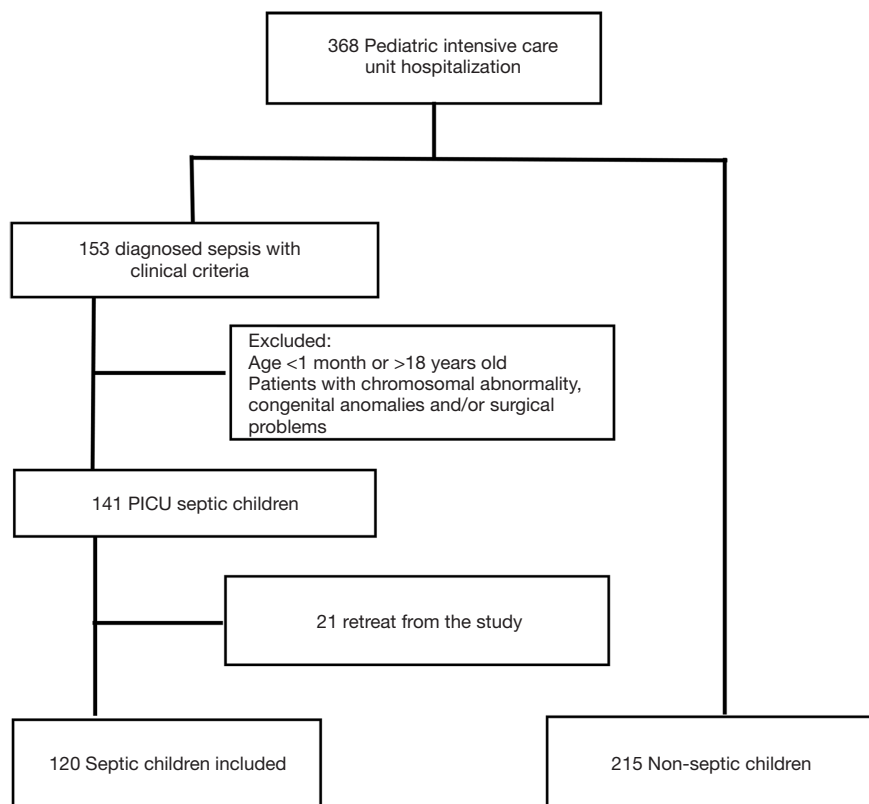 368 Pediatric intensive care
unit hospitalization
153 diagnosed sepsis with
clinical criteria
Excluded:
Age <1 month or >18 years old
Patients with chromosomal abnormality,
congenital anomalies and/or surgical
problems
141 PICU septic children
21 retreat from the study
120 Septic children included
215 Non-septic children